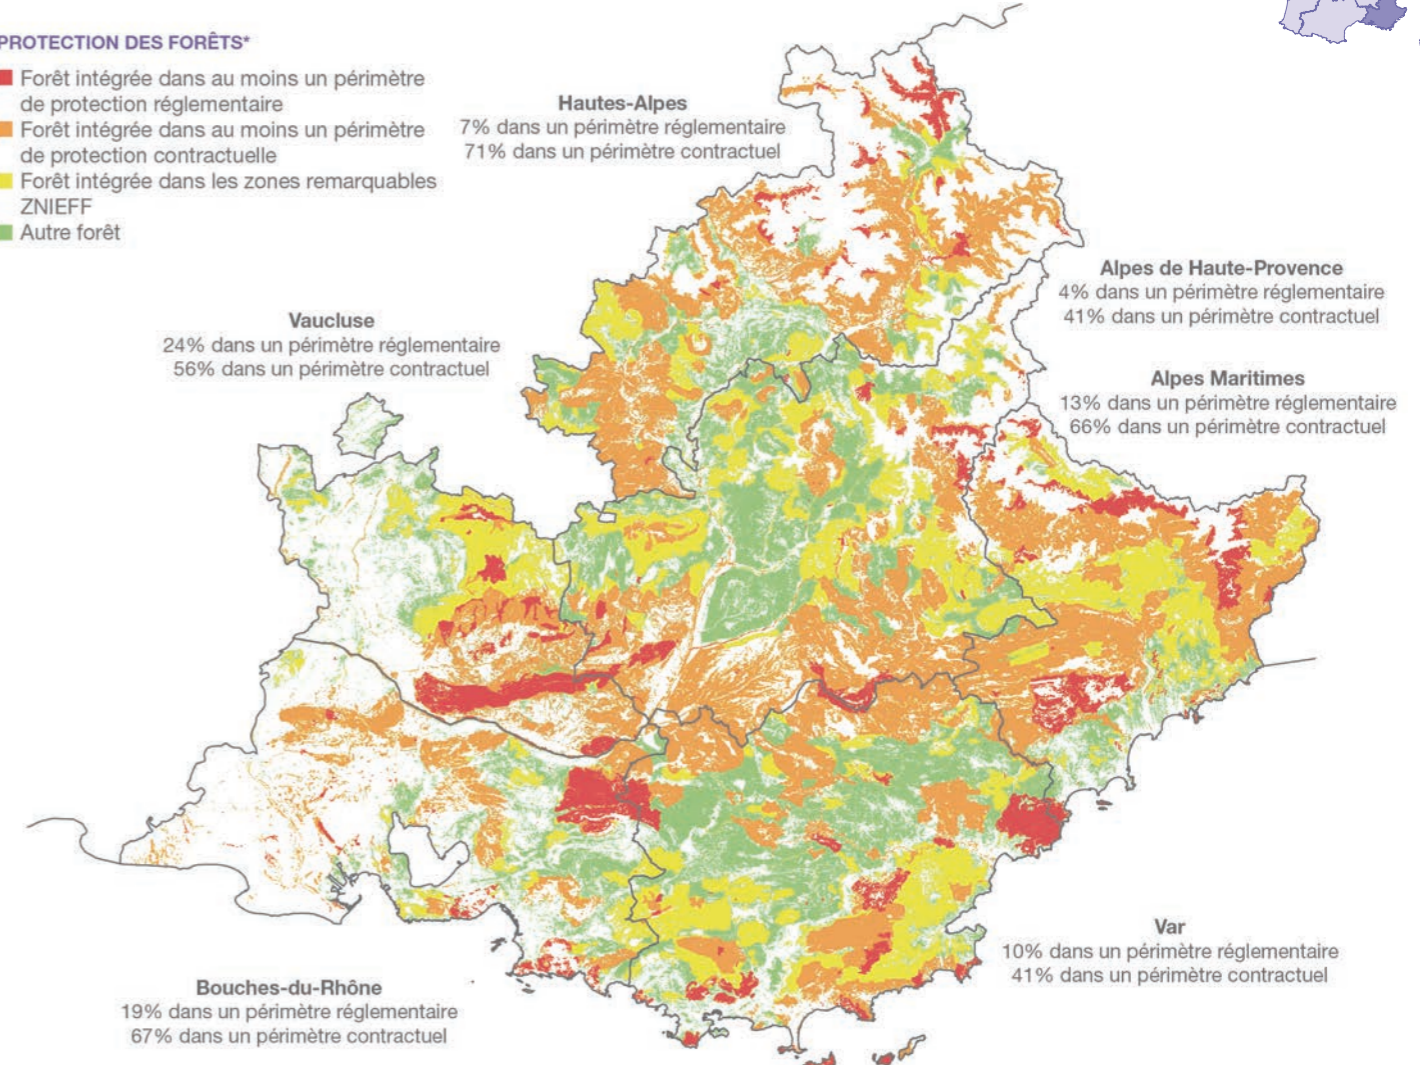 PROTECTION DES FORÊTS*
Forêt intégrée dans au moins un périmètre
de protection réglementaire
Forêt intégrée dans au moins un périmètre
de protection contractuelle
Forêt intégrée dans les zones remarquables
ZNIEFF
Autre forêt
Hautes-Alpes
7% dans un périmètre réglementaire
71% dans un périmètre contractuel
Alpes de Haute-Provence
4% dans un périmètre réglementaire
41% dans un périmètre contractuel
Vaucluse
24% dans un périmètre réglementaire
56% dans un périmètre contractuel
Alpes Maritimes
13% dans un périmètre réglementaire
66% dans un périmètre contractuel
Var
10% dans un périmètre réglementaire
41% dans un périmètre contractuel
Bouches-du-Rhône
19% dans un périmètre réglementaire
67% dans un périmètre contractuel